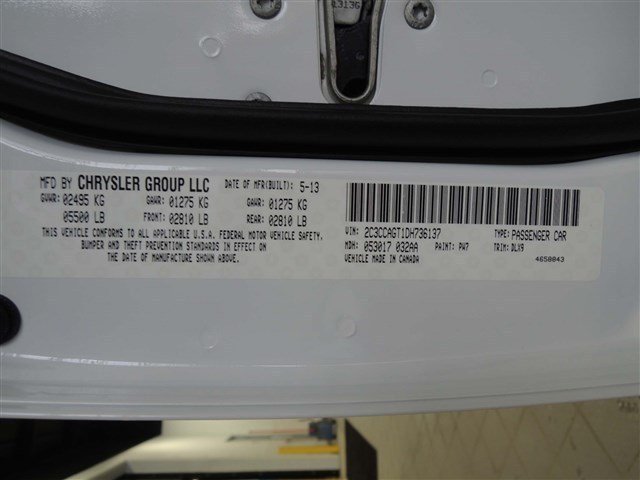 13136
MFD BY CHRYSLER GROUP LLC DATE OF MFR(BUILT): 5-13
GVWR: 02495 KG GAWR: 01275 KG GAWR: 01275 KG
05500 LB FRONT: 02810 LB REAR: 02810 LB
THIS VEHICLE CONFORMS TO ALL APPLICABLE U.S.A. FEDERAL MOTOR VEHICLE SAFETY,
BUMPER AND THEFT PREVENTION STANDARDS IN EFFECT ON
THE DATE OF MANUFACTURE SHOWN ABOVE.
VIN: 2C3CCAGT1DH736137 TYPE: PASSENGER CAR
MDH: 053017 032AA PAINT: PW7 TRIM: DLX9
VEHICLE MADE IN CANADA 4658843